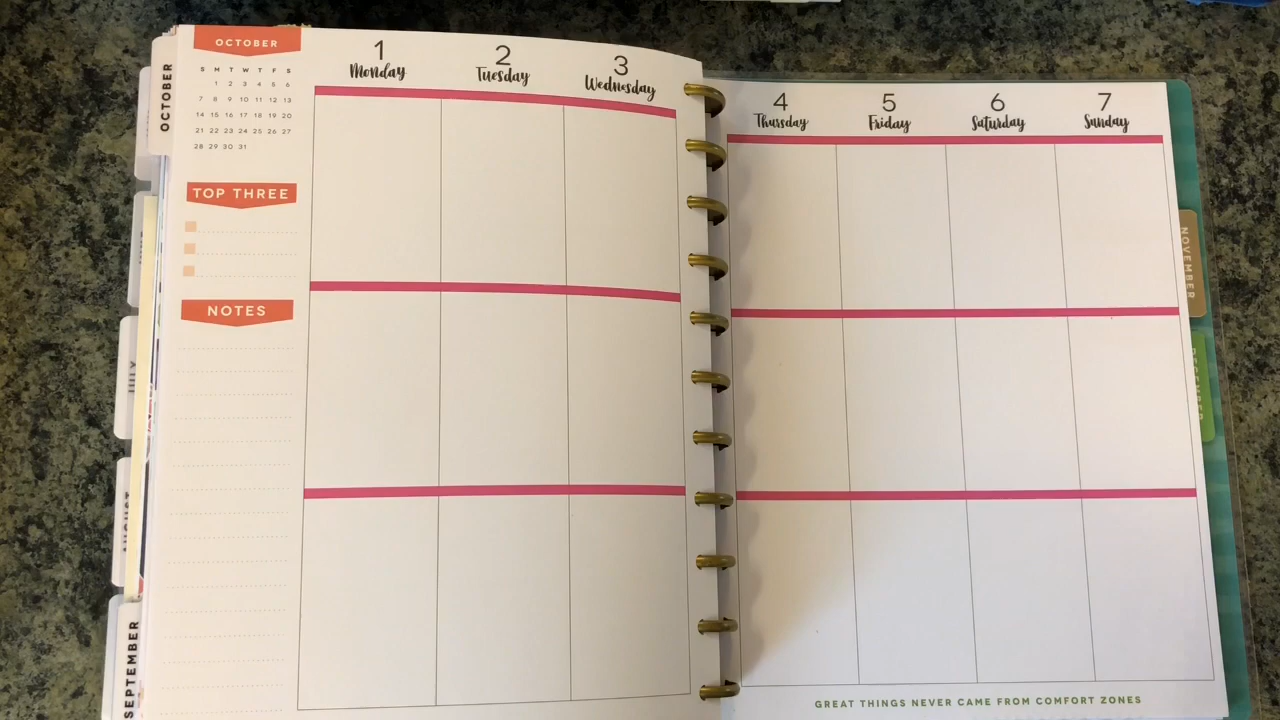 OCTOBER
S M T W T F S
1 2 3 4 5 6
7 8 9 10 11 12 13
14 15 16 17 18 19 20
21 22 23 24 25 26 27
28 29 30 31
TOP THREE
NOTES
1
Monday
2
Tuesday
3
Wednesday
4
Thursday
5
Friday
6
Saturday
7
Sunday
GREAT THINGS NEVER CAME FROM COMFORT ZONES
OCTOBER
JULY
AUGUST
SEPTEMBER
NOVEMBER
DECEMBER